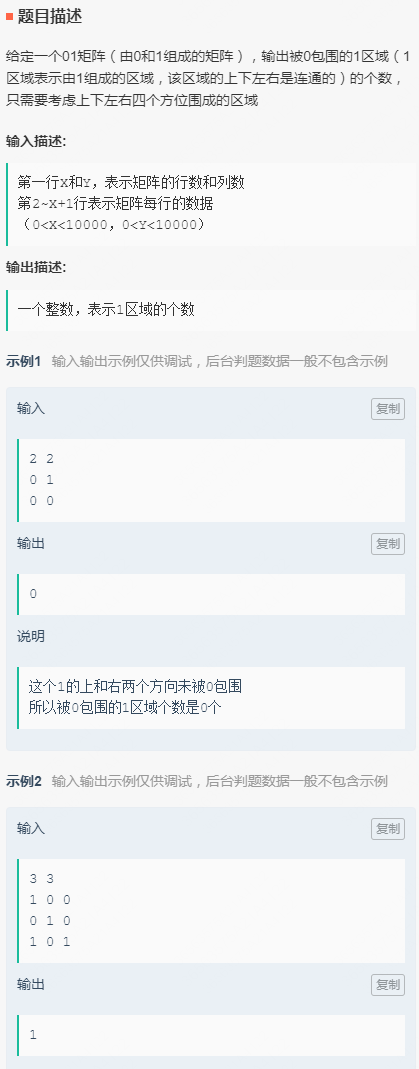 题目描述
给定一个01矩阵（由0和1组成的矩阵），输出被0包围的1区域（1
区域表示由1组成的区域，该区域的上下左右是连通的）的个数，
只需要考虑上下左右四个方位围成的区域
输入描述:
第一行X和Y，表示矩阵的行数和列数
第2~X+1行表示矩阵每行的数据
（0<X<10000，0<Y<10000）
输出描述:
一个整数，表示1区域的个数
示例1 输入输出示例仅供调试，后台判题数据一般不包含示例
输入 复制
2 2
0 1
0 0
输出 复制
0
说明
这个1的上和右两个方向未被0包围
所以被0包围的1区域个数是0个
示例2 输入输出示例仅供调试，后台判题数据一般不包含示例
输入 复制
3 3
1 0 0
0 1 0
1 0 1
输出 复制
1